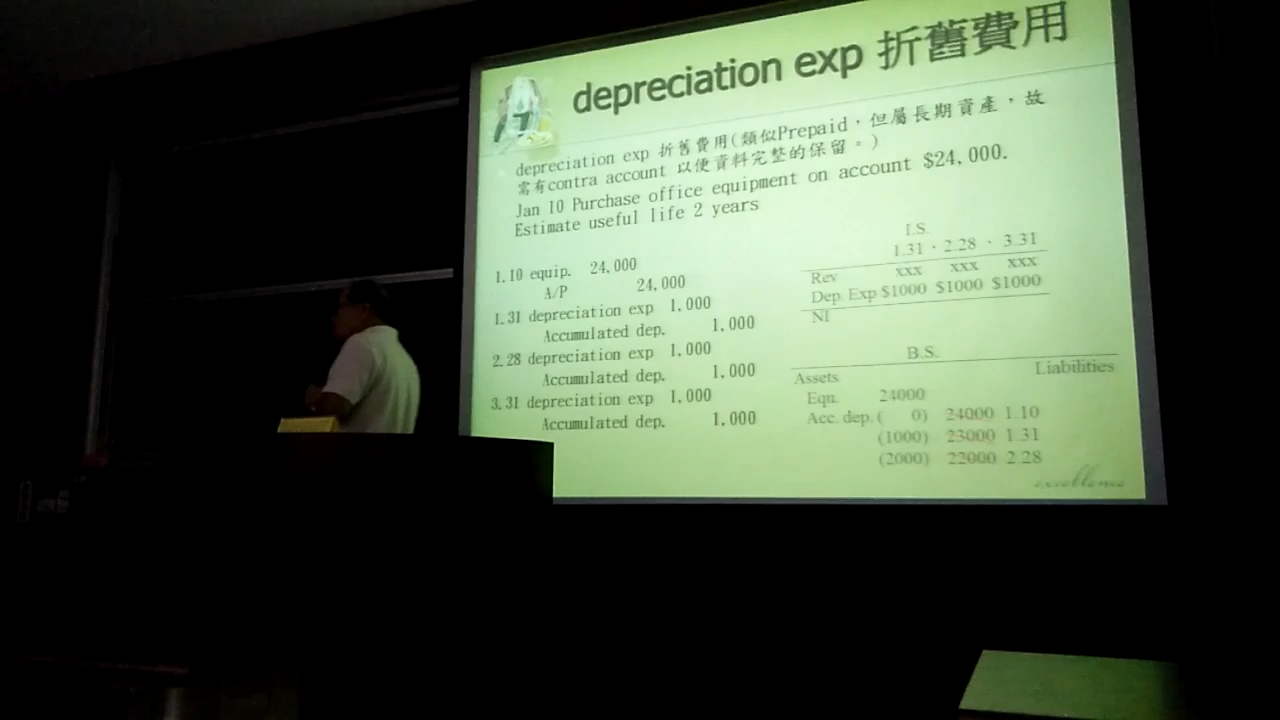 depreciation exp 折舊費用
depreciation exp 折舊費用(類似Prepaid，但屬長期資產，故
需有contra account 以便資料完整的保留。)
Jan 10 Purchase office equipment on account $24,000.
Estimate useful life 2 years
1.10 equip. 24,000
A/P 24,000
1.31 depreciation exp 1,000
Accumulated dep. 1,000
2.28 depreciation exp 1,000
Accumulated dep. 1,000
3.31 depreciation exp 1,000
Accumulated dep. 1,000
I.S.
1.31 · 2.28 · 3.31
Rev xxx xxx xxx
Dep. Exp $1000 $1000 $1000
NI
B.S.
Assets Liabilities
Equ. 24000
Acc. dep. ( 0) 24000 1.10
(1000) 23000 1.31
(2000) 22000 2.28